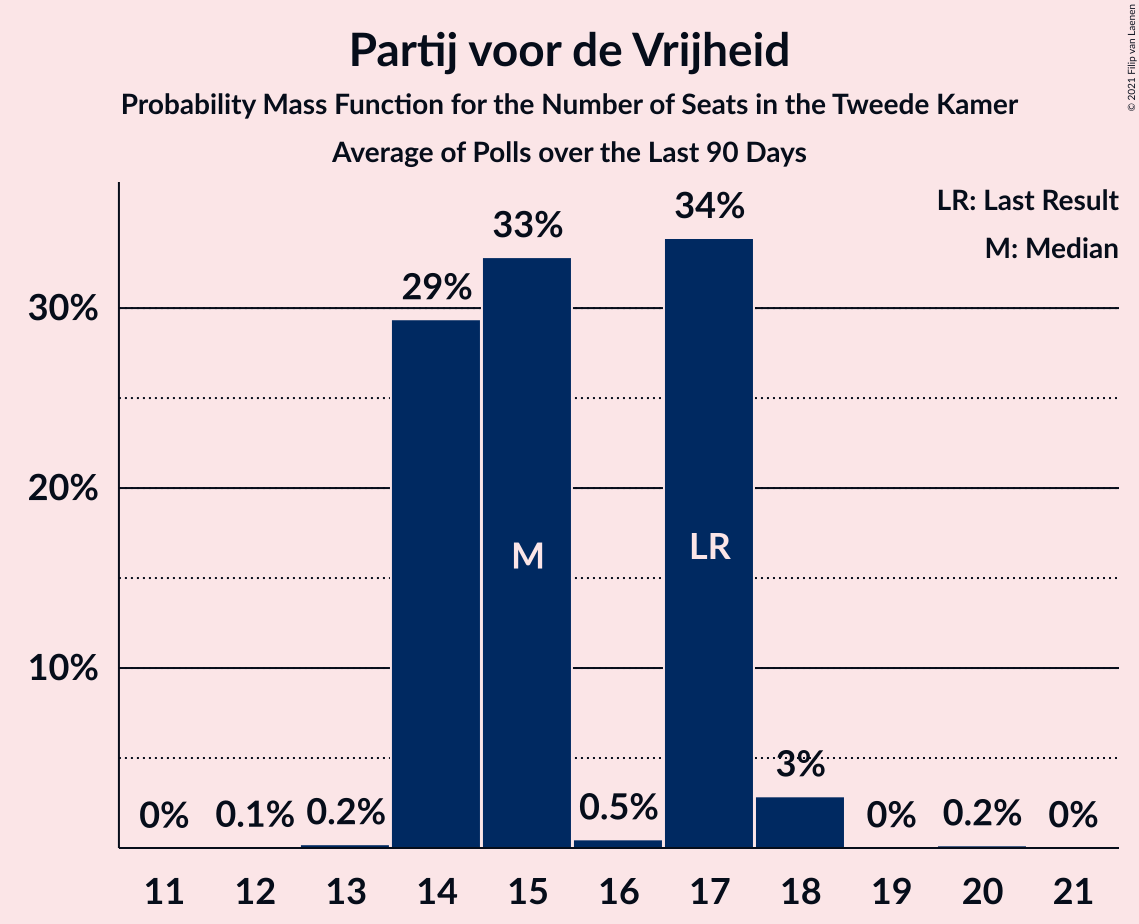 Partij voor de Vrijheid
Probability Mass Function for the Number of Seats in the Tweede Kamer
Average of Polls over the Last 90 Days
© 2021 Filip van Laenen
LR: Last Result
M: Median
34%
33%
29%
30%
20%
M
LR
10%
3%
0%
0.1%
0.2%
0.5%
0%
0.2%
0%
11 12 13 14 15 16 17 18 19 20 21